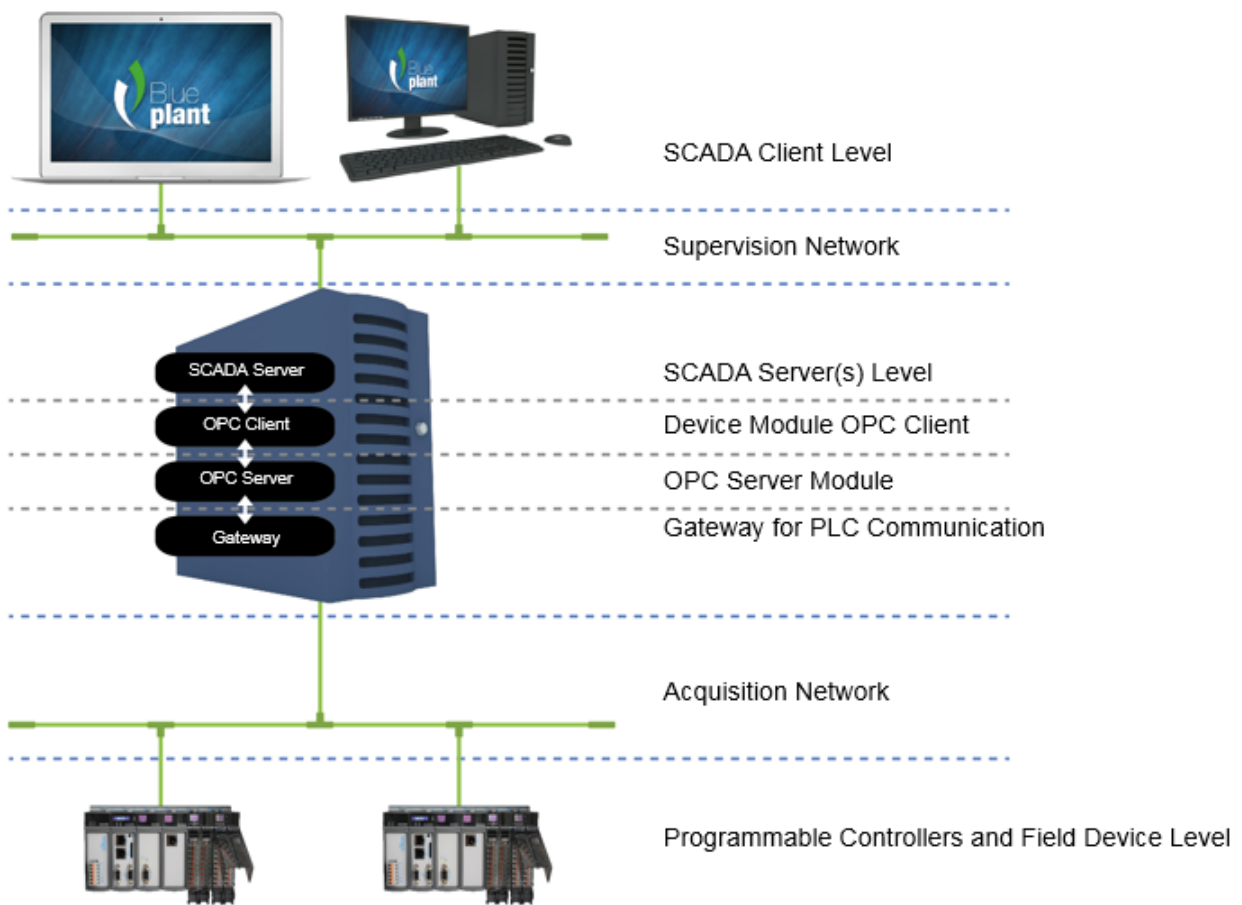 Blue
plant
Blue
plant
SCADA Client Level
Supervision Network
SCADA Server
SCADA Server(s) Level
OPC Client
Device Module OPC Client
OPC Server
OPC Server Module
Gateway
Gateway for PLC Communication
Acquisition Network
Programmable Controllers and Field Device Level